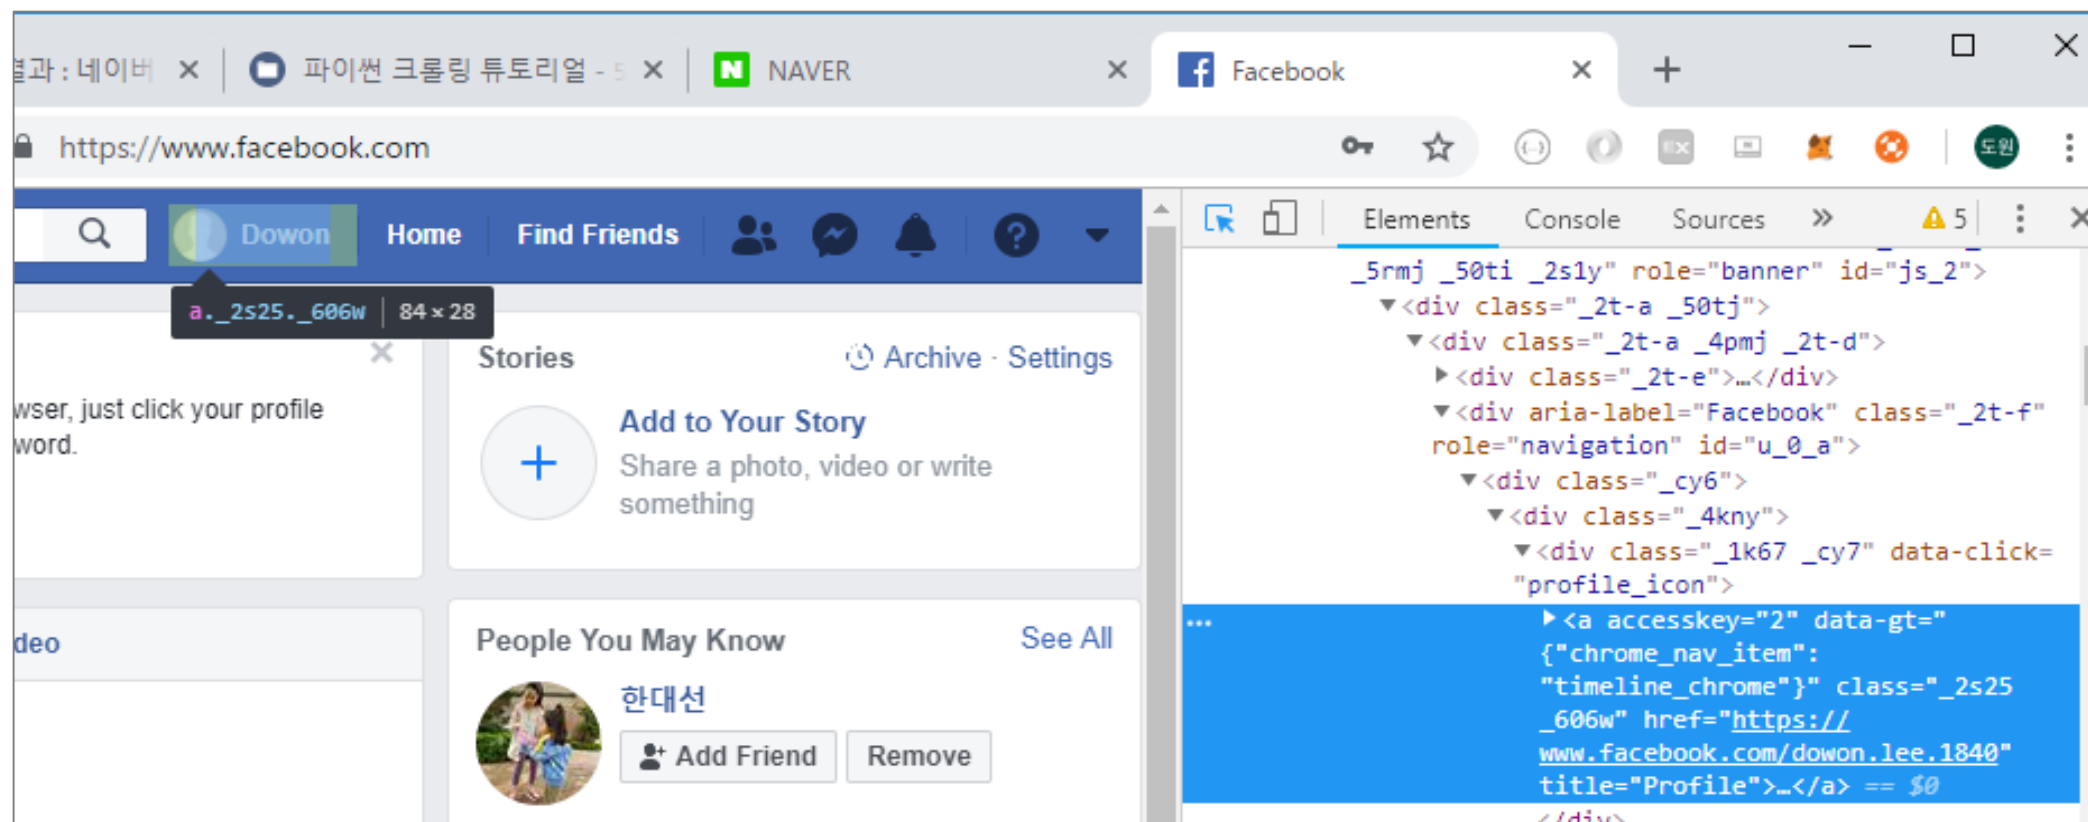 결과 : 네이버
파이썬 크롤링 튜토리얼 - 5
NAVER
Facebook
https://www.facebook.com
도원
Dowon
Home
Find Friends
a._2s25._606w
84 × 28
wser, just click your profile
word.
deo
Stories
Archive · Settings
Add to Your Story
Share a photo, video or write
something
People You May Know
See All
한대선
Add Friend
Remove
Elements
Console
Sources
»
5
_5rmj _50ti _2s1y" role="banner" id="js_2">
<div class="_2t-a _50tj">
<div class="_2t-a _4pmj _2t-d">
<div class="_2t-e">…</div>
<div aria-label="Facebook" class="_2t-f"
role="navigation" id="u_0_a">
<div class="_cy6">
<div class="_4kny">
<div class="_1k67 _cy7" data-click=
"profile_icon">
<a accesskey="2" data-gt="
{"chrome_nav_item":
"timeline_chrome"}" class="_2s25
_606w" href="https://
www.facebook.com/dowon.lee.1840"
title="Profile">…</a> == $0
</div>